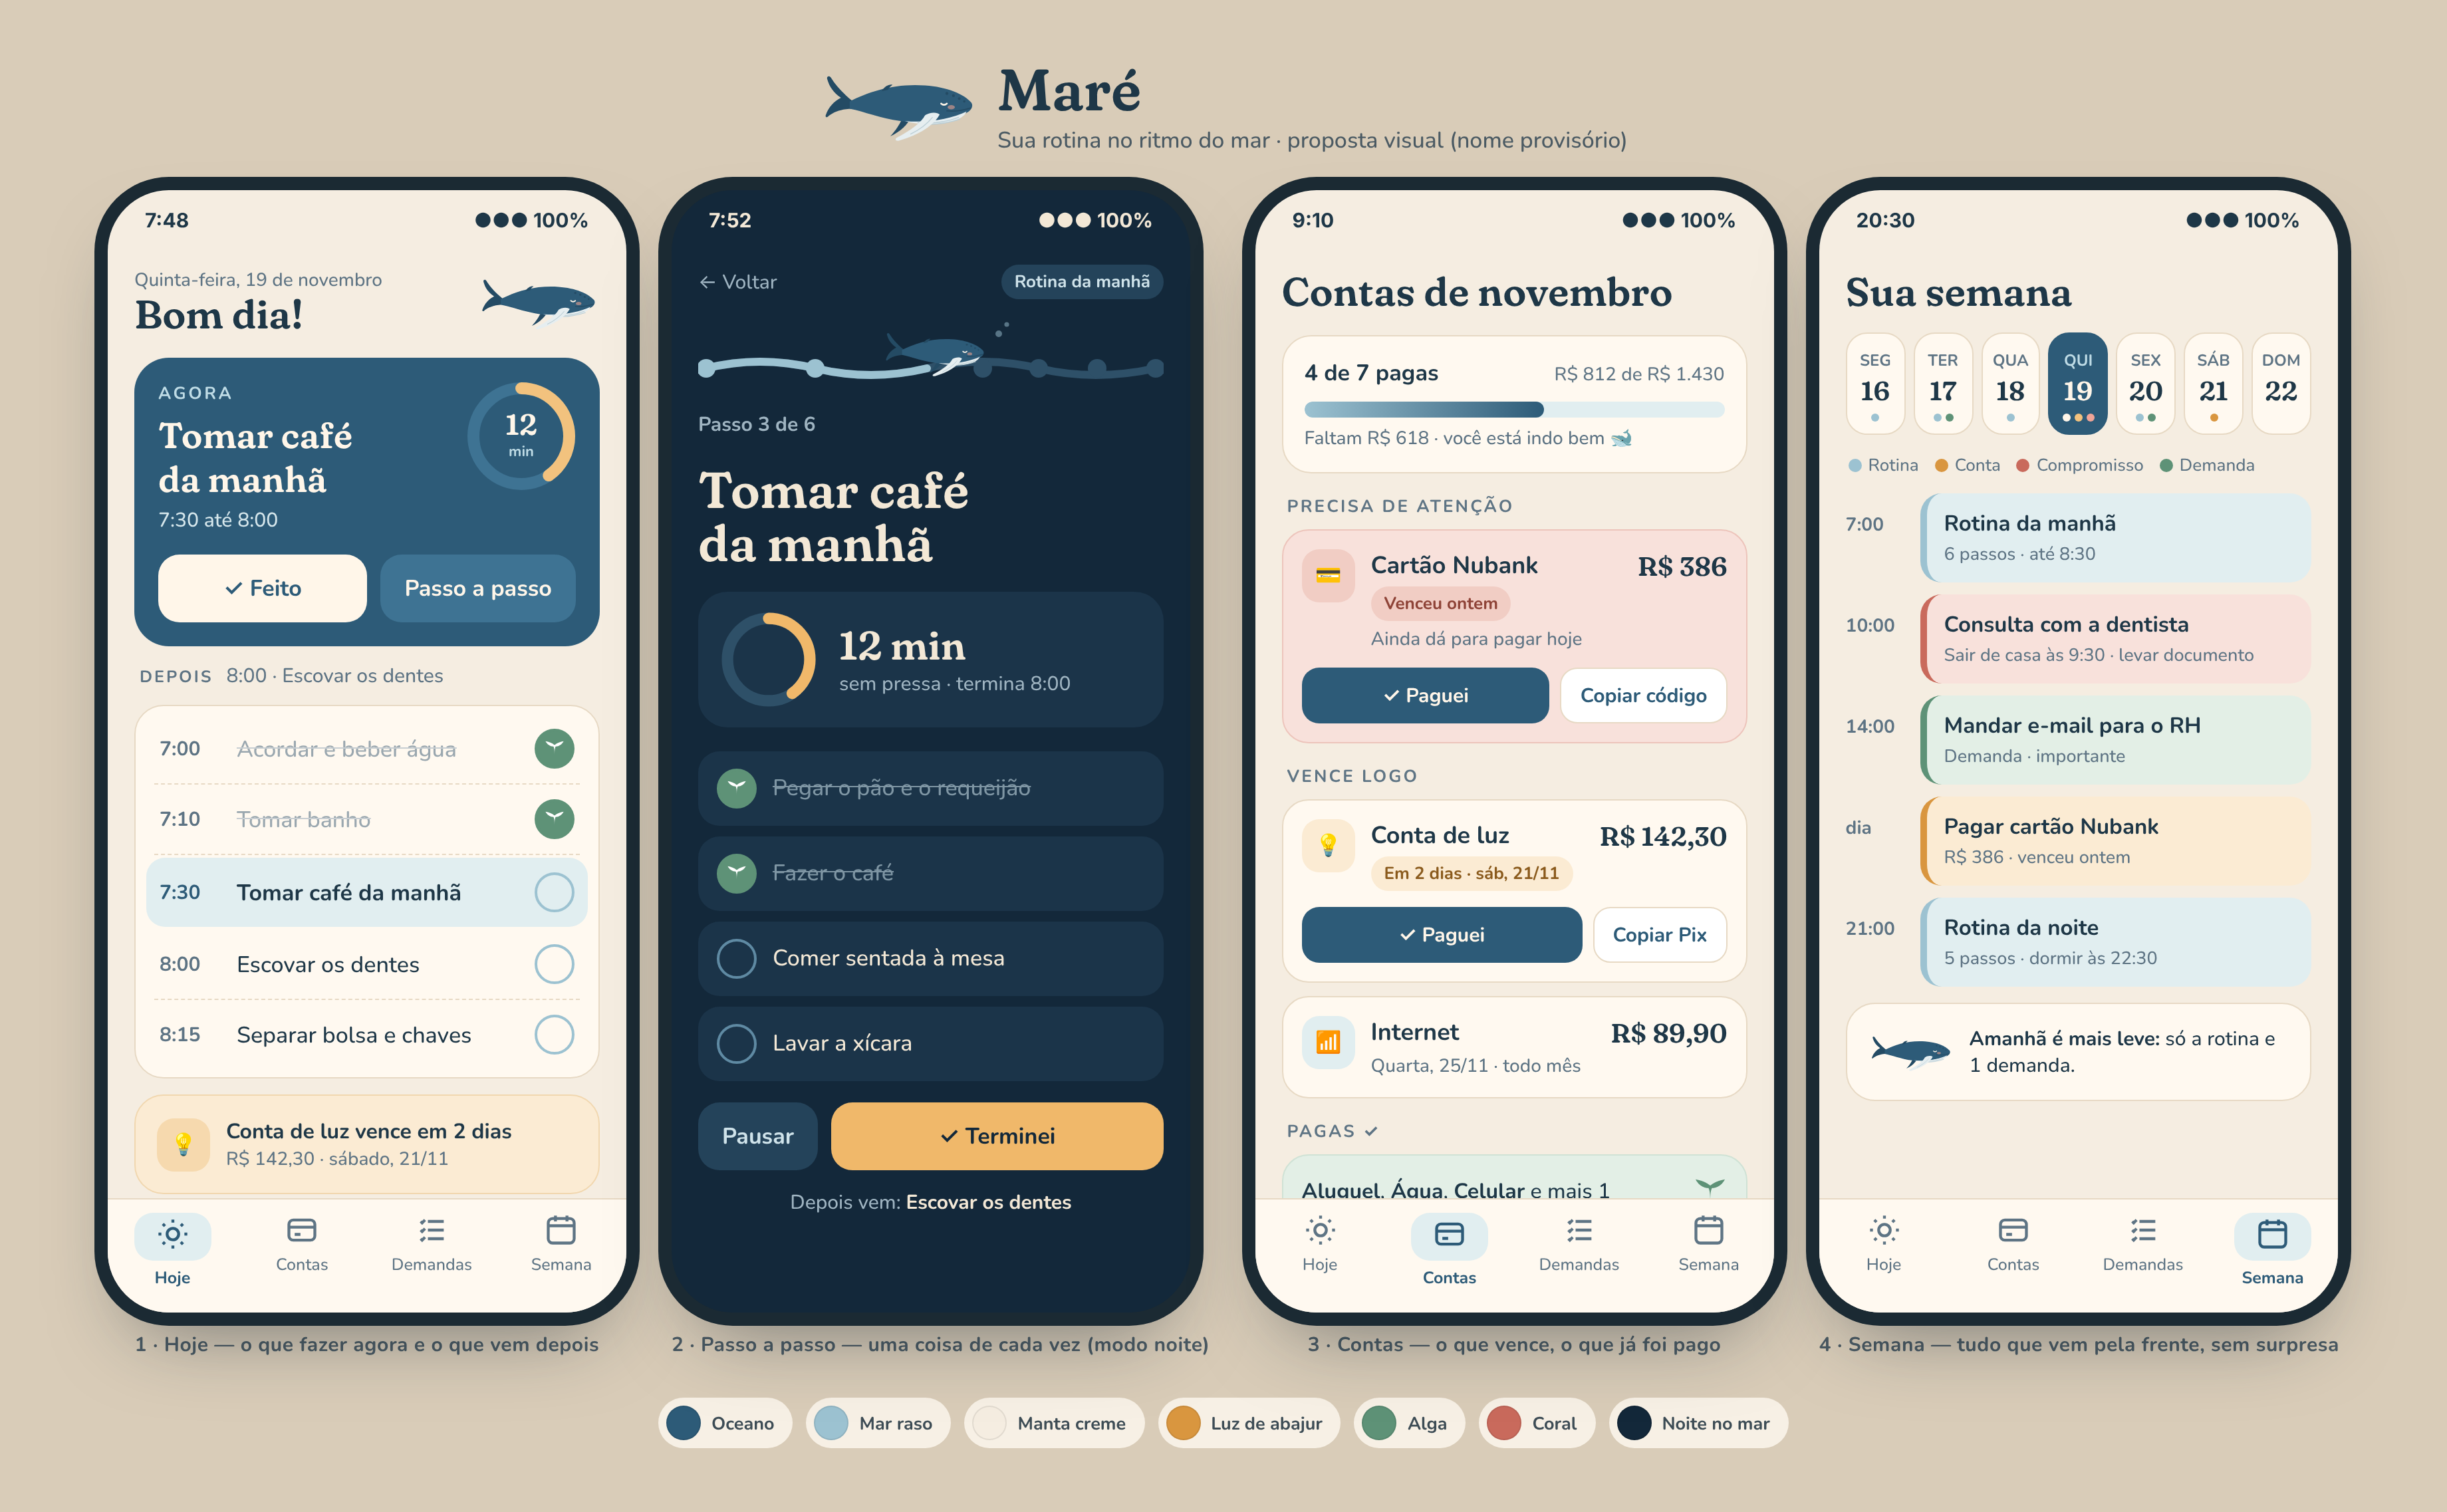 Maré
Sua rotina no ritmo do mar · proposta visual (nome provisório)
7:48
100%
Quinta-feira, 19 de novembro
Bom dia!
AGORA
Tomar café
da manhã
7:30 até 8:00
12
min
✓ Feito
Passo a passo
DEPOIS 8:00 · Escovar os dentes
7:00 Acordar e beber água
7:10 Tomar banho
7:30 Tomar café da manhã
8:00 Escovar os dentes
8:15 Separar bolsa e chaves
Conta de luz vence em 2 dias
R$ 142,30 · sábado, 21/11
Hoje
Contas
Demandas
Semana
1 · Hoje — o que fazer agora e o que vem depois
7:52
100%
← Voltar
Rotina da manhã
Passo 3 de 6
Tomar café
da manhã
12 min
sem pressa · termina 8:00
Pegar o pão e o requeijão
Fazer o café
Comer sentada à mesa
Lavar a xícara
Pausar
✓ Terminei
Depois vem: Escovar os dentes
2 · Passo a passo — uma coisa de cada vez (modo noite)
9:10
100%
Contas de novembro
4 de 7 pagas
R$ 812 de R$ 1.430
Faltam R$ 618 · você está indo bem 🐳
PRECISA DE ATENÇÃO
Cartão Nubank
R$ 386
Venceu ontem
Ainda dá para pagar hoje
✓ Paguei
Copiar código
VENCE LOGO
Conta de luz
R$ 142,30
Em 2 dias · sáb, 21/11
✓ Paguei
Copiar Pix
Internet
R$ 89,90
Quarta, 25/11 · todo mês
PAGAS ✓
Aluguel, Água, Celular e mais 1
Hoje
Contas
Demandas
Semana
3 · Contas — o que vence, o que já foi pago
20:30
100%
Sua semana
SEG TER QUA QUI SEX SÁB DOM
16 17 18 19 20 21 22
Rotina Conta Compromisso Demanda
7:00
Rotina da manhã
6 passos · até 8:30
10:00
Consulta com a dentista
Sair de casa às 9:30 · levar documento
14:00
Mandar e-mail para o RH
Demanda · importante
dia
Pagar cartão Nubank
R$ 386 · venceu ontem
21:00
Rotina da noite
5 passos · dormir às 22:30
Amanhã é mais leve: só a rotina e
1 demanda.
Hoje
Contas
Demandas
Semana
4 · Semana — tudo que vem pela frente, sem surpresa
Oceano
Mar raso
Manta creme
Luz de abajur
Alga
Coral
Noite no mar